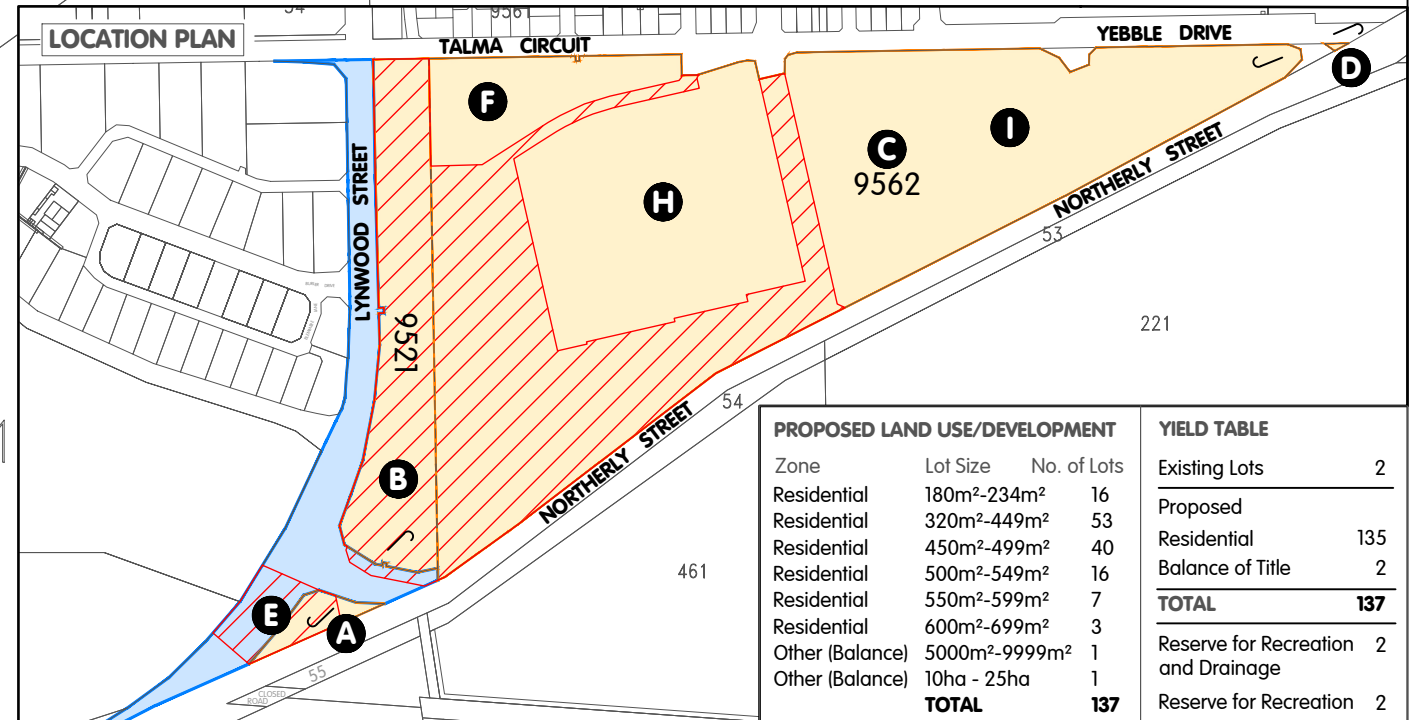 54
9561
LOCATION PLAN
TALMA CIRCUIT
YEBBLE DRIVE
D
F
I
C
9562
H
LYNWOOD STREET
NORTHERLY STREET
53
9521
221
54
B
NORTHERLY STREET
461
E
A
55
CLOSED
ROAD
PROPOSED LAND USE/DEVELOPMENT
Zone Lot Size No. of Lots
Residential 180m²-234m² 16
Residential 320m²-449m² 53
Residential 450m²-499m² 40
Residential 500m²-549m² 16
Residential 550m²-599m² 7
Residential 600m²-699m² 3
Other (Balance) 5000m²-9999m² 1
Other (Balance) 10ha - 25ha 1
TOTAL 137
YIELD TABLE
Existing Lots 2
Proposed
Residential 135
Balance of Title 2
TOTAL 137
Reserve for Recreation 2
and Drainage
Reserve for Recreation 2